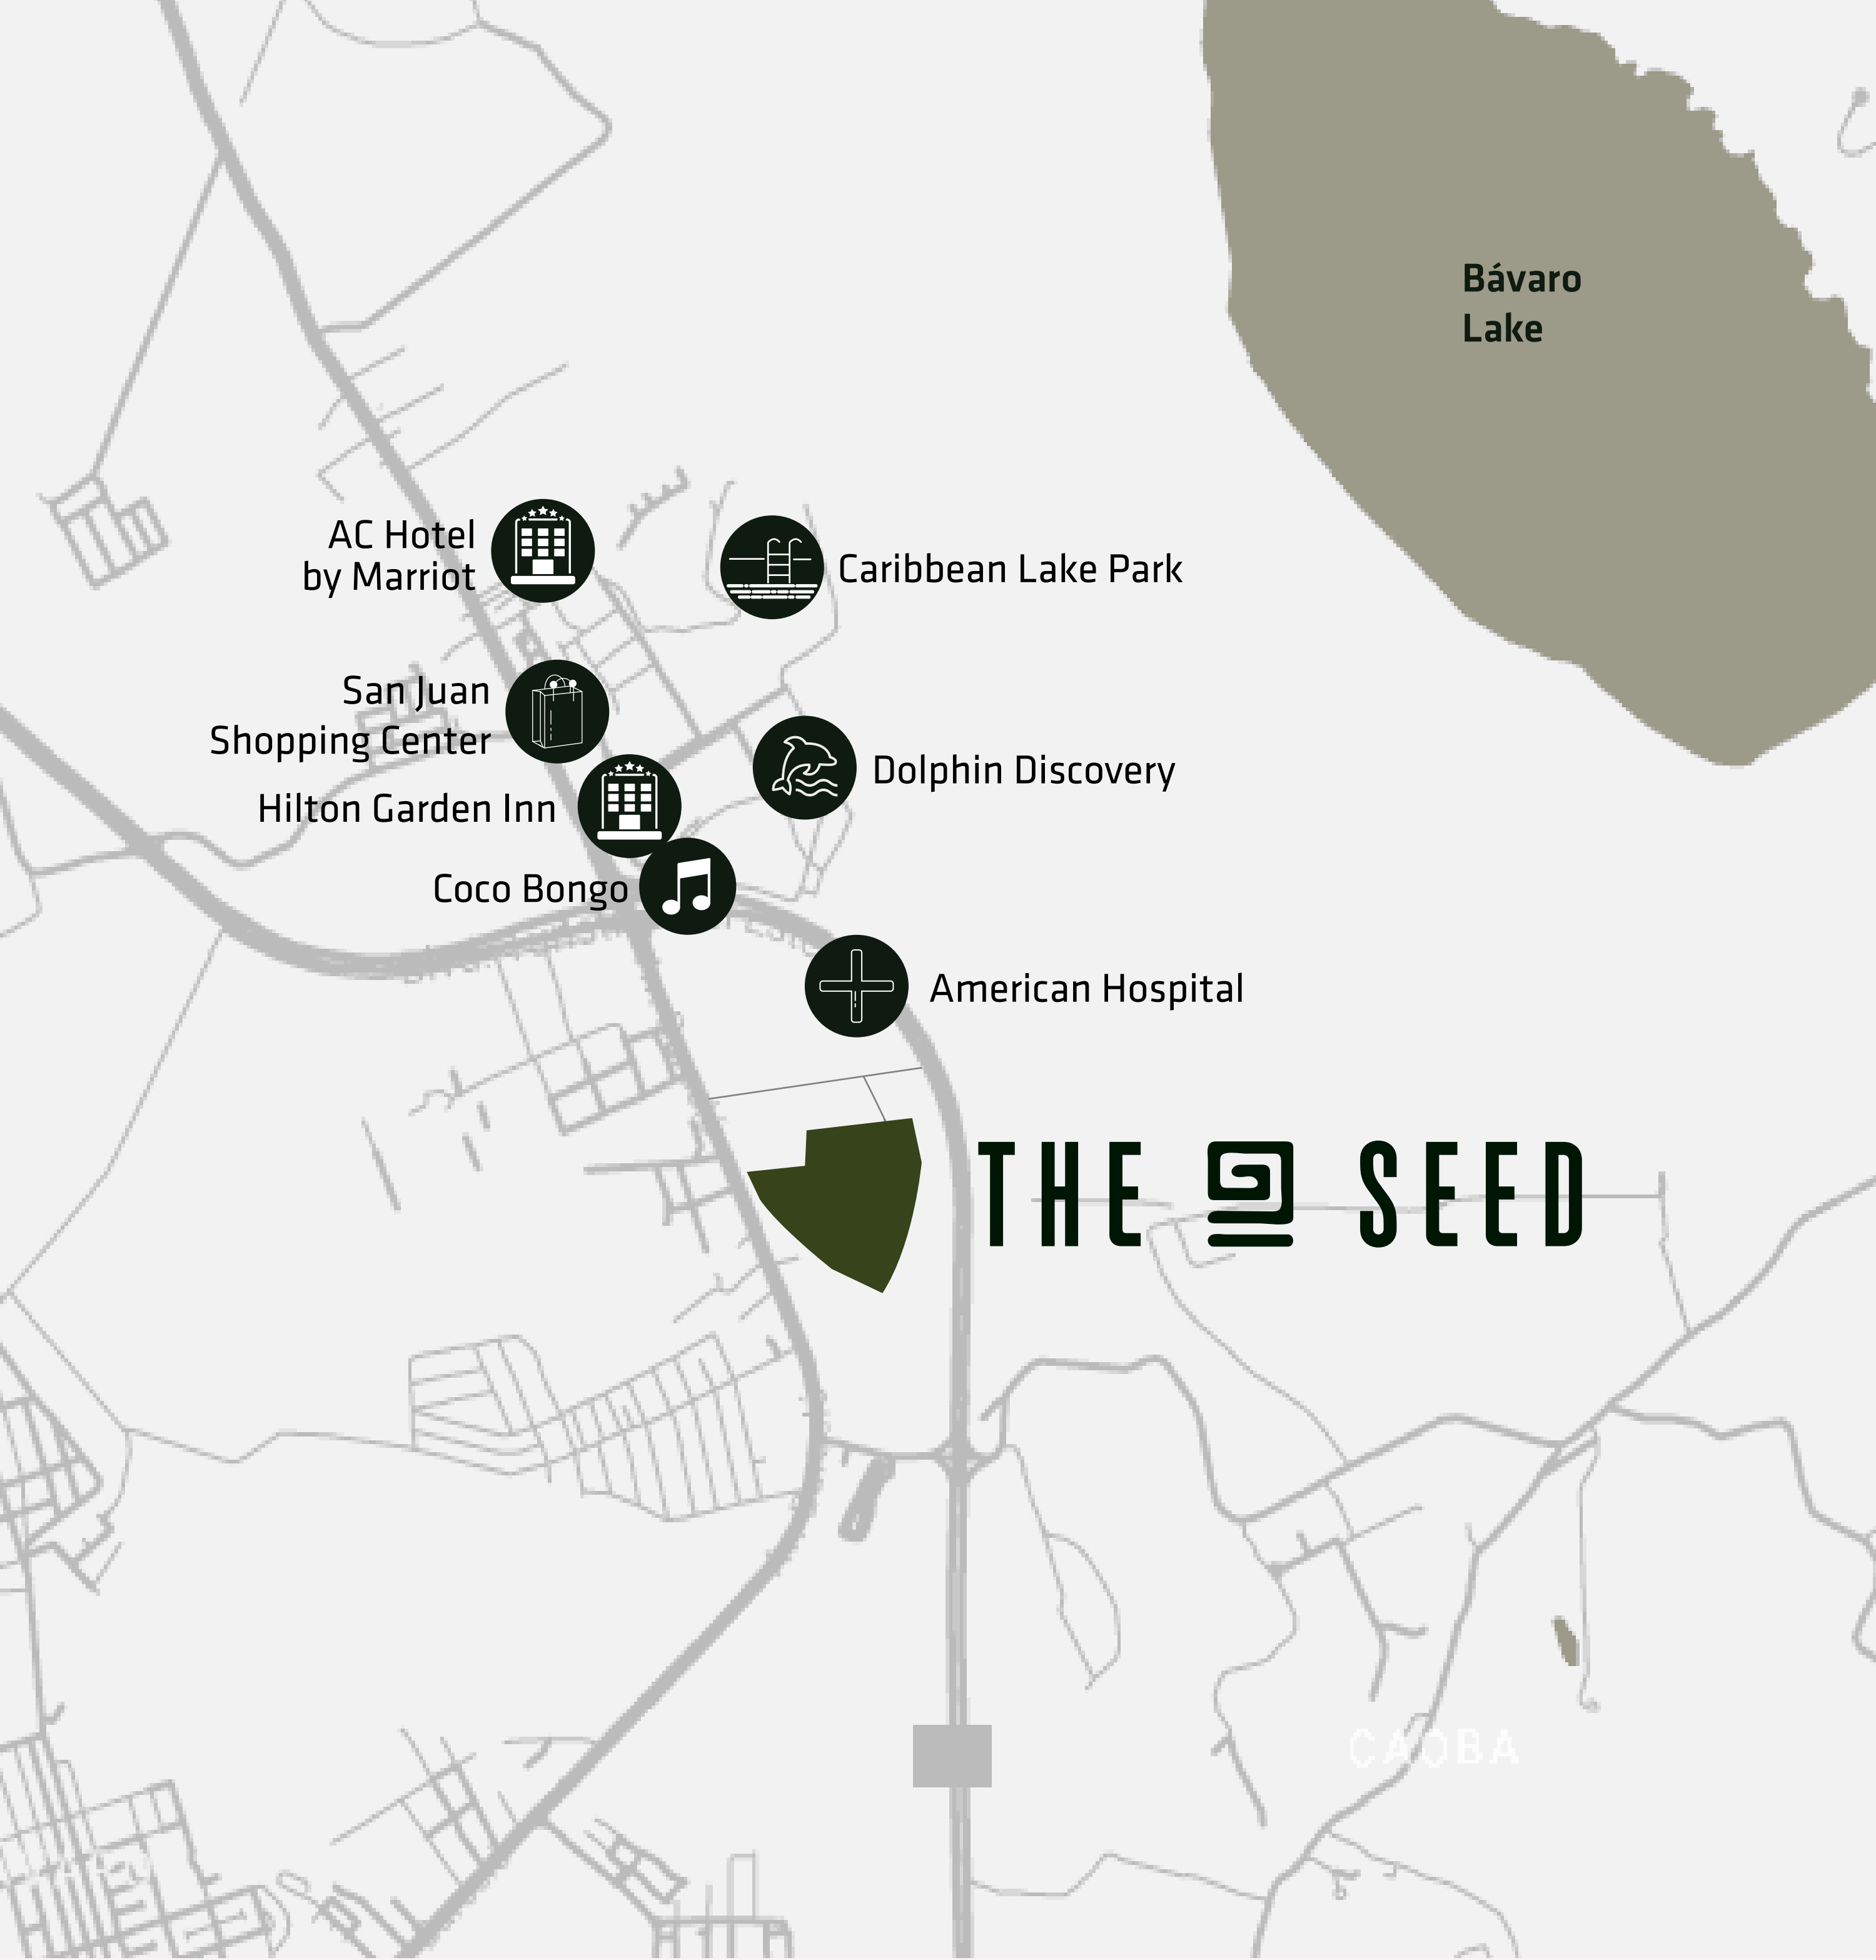 Bávaro
Lake
AC Hotel
by Marriot
Caribbean Lake Park
San Juan
Shopping Center
Dolphin Discovery
Hilton Garden Inn
Coco Bongo
American Hospital
THE SEED
CAOBA